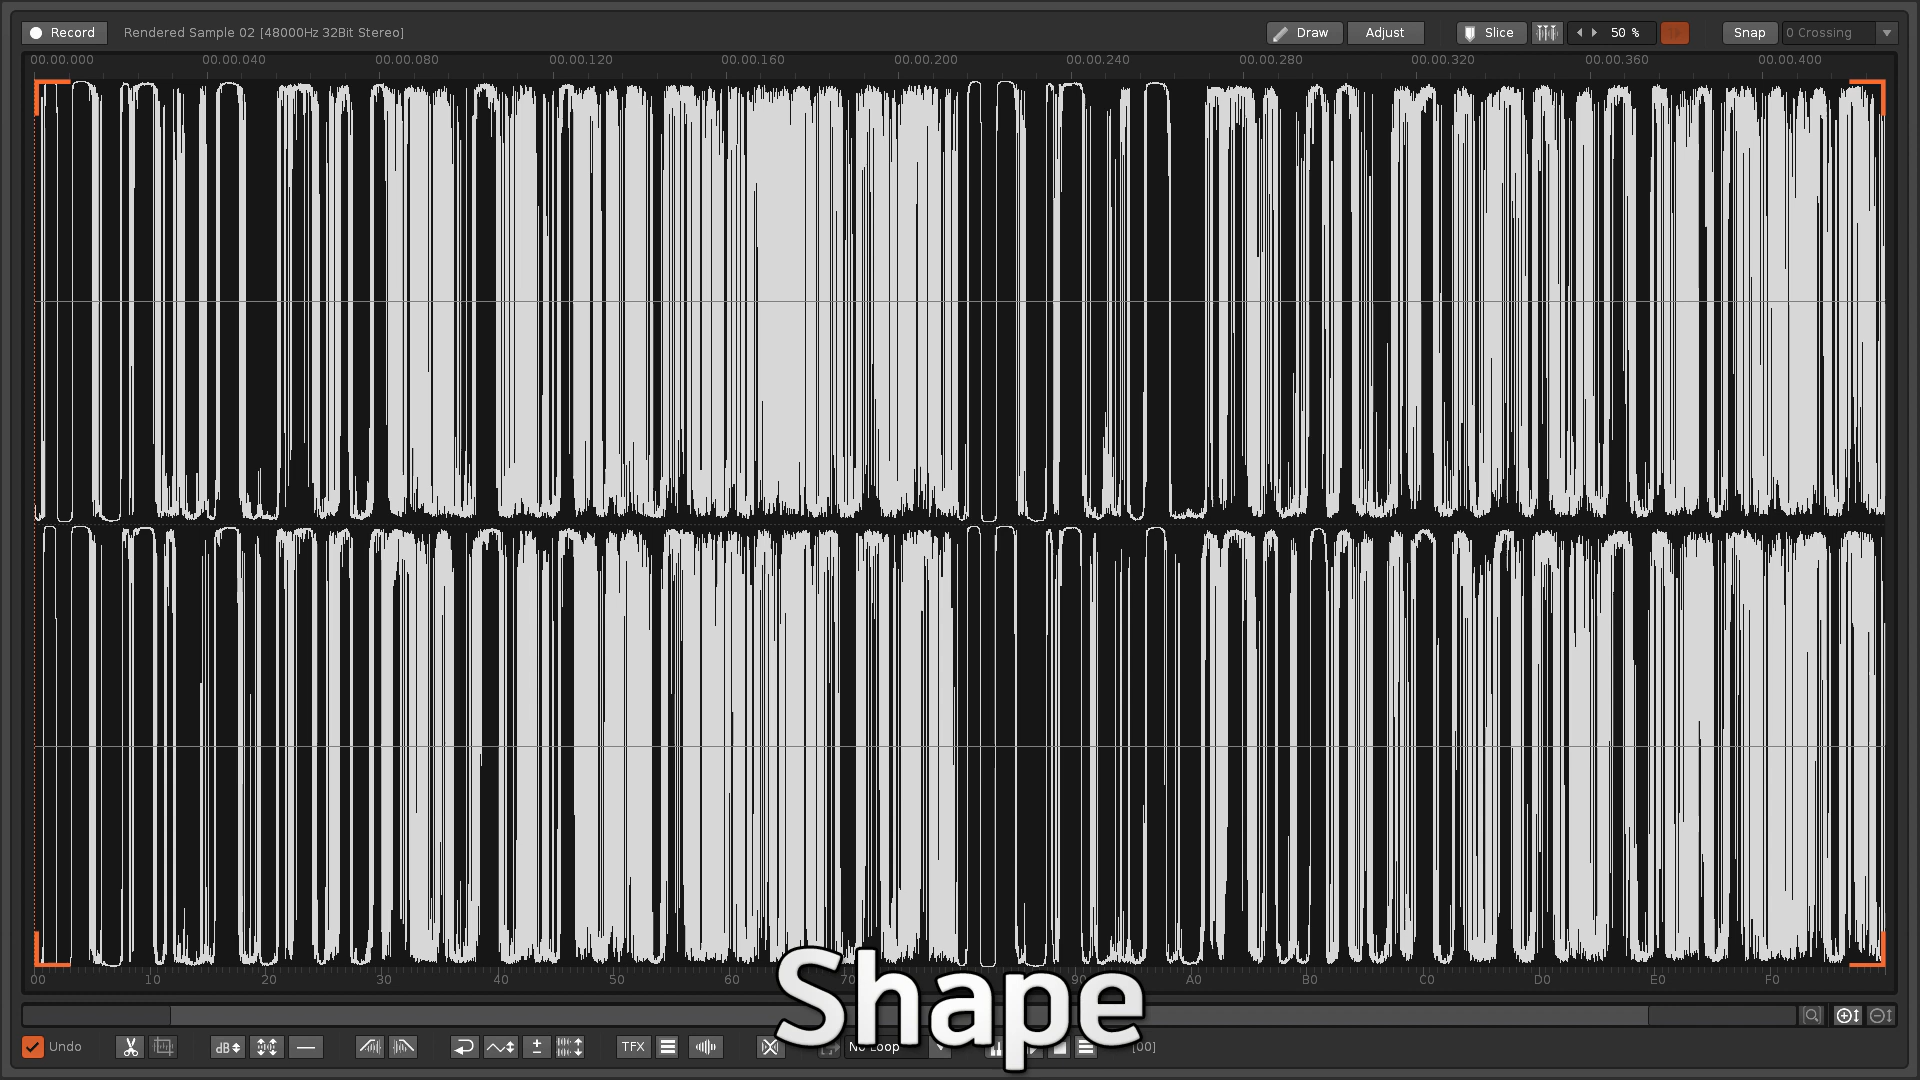 Record Rendered Sample 02 [48000Hz 32Bit Stereo] Draw Adjust Slice 50 % Snap 0 Crossing
00.00.000 00.00.040 00.00.080 00.00.120 00.00.160 00.00.200 00.00.240 00.00.280 00.00.320 00.00.360 00.00.400
00 10 20 30 40 50 60 70 90 A0 B0 C0 D0 E0 F0
Shape
Undo dB TFX No Loop [00]